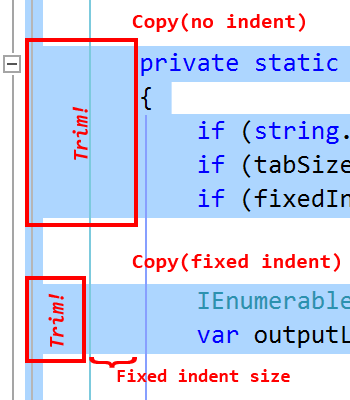 Copy(no indent)
private static
{
Trim!
if (string.
if (tabSize
if (fixedIn
Copy(fixed indent)
Trim!
IEnumerable
var outputL
Fixed indent size